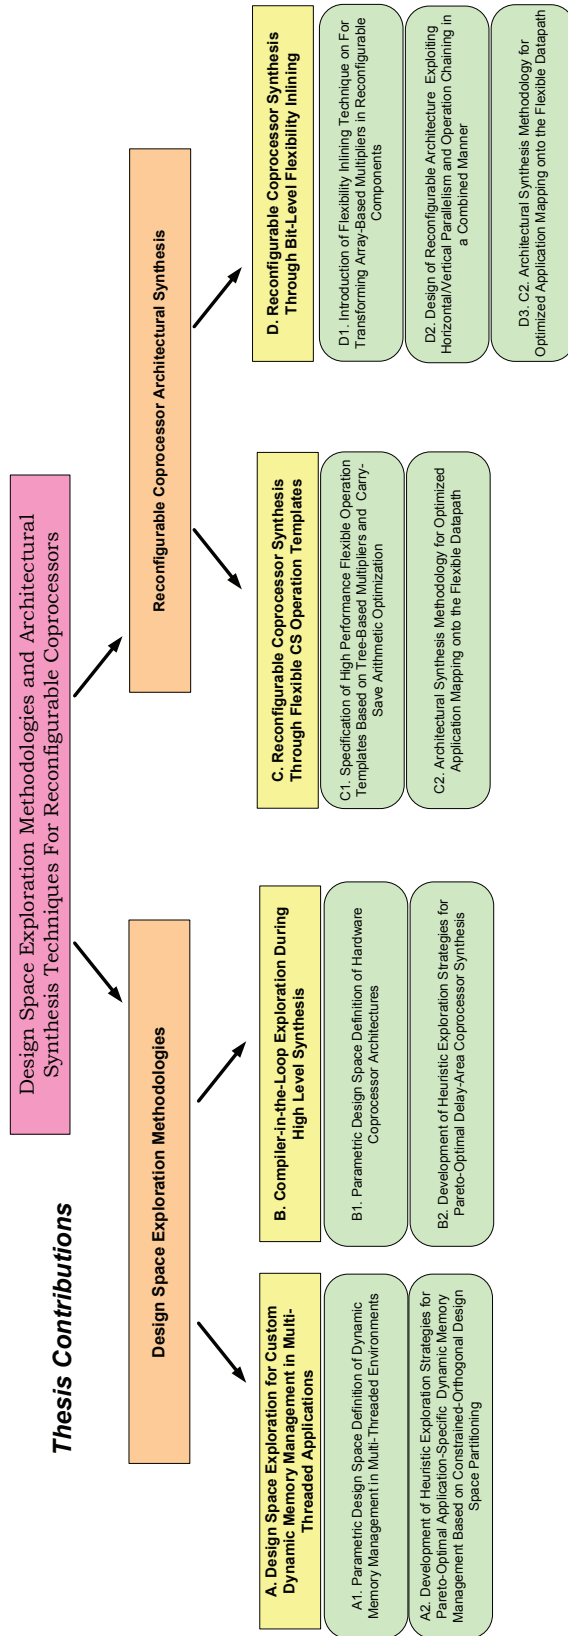 Thesis Contributions
Design Space Exploration Methodologies and Architectural
Synthesis Techniques For Reconfigurable Coprocessors
Design Space Exploration Methodologies
Reconfigurable Coprocessor Architectural Synthesis
A. Design Space Exploration for Custom
Dynamic Memory Management in Multi-
Threaded Applications
A1. Parametric Design Space Definition of Dynamic
Memory Management in Multi-Threaded Environments
A2. Development of Heuristic Exploration Strategies for
Pareto-Optimal Application-Specific Dynamic Memory
Management Based on Constrained-Orthogonal Design
Space Partitioning
B. Compiler-in-the-Loop Exploration During
High Level Synthesis
B1. Parametric Design Space Definition of Hardware
Coprocessor Architectures
B2. Development of Heuristic Exploration Strategies for
Pareto-Optimal Delay-Area Coprocessor Synthesis
C. Reconfigurable Coprocessor Synthesis
Through Flexible CS Operation Templates
C1. Specification of High Performance Flexible Operation
Templates Based on Tree-Based Multipliers and Carry-
Save Arithmetic Optimization
C2. Architectural Synthesis Methodology for Optimized
Application Mapping onto the Flexible Datapath
D. Reconfigurable Coprocessor Synthesis
Through Bit-Level Flexibility Inlining
D1. Introduction of Flexibility Inlining Technique on For
Transforming Array-Based Multipliers in Reconfigurable
Components
D2. Design of Reconfigurable Architecture Exploiting
Horizontal/Vertical Parallelism and Operation Chaining in
a Combined Manner
D3. C2. Architectural Synthesis Methodology for
Optimized Application Mapping onto the Flexible Datapath